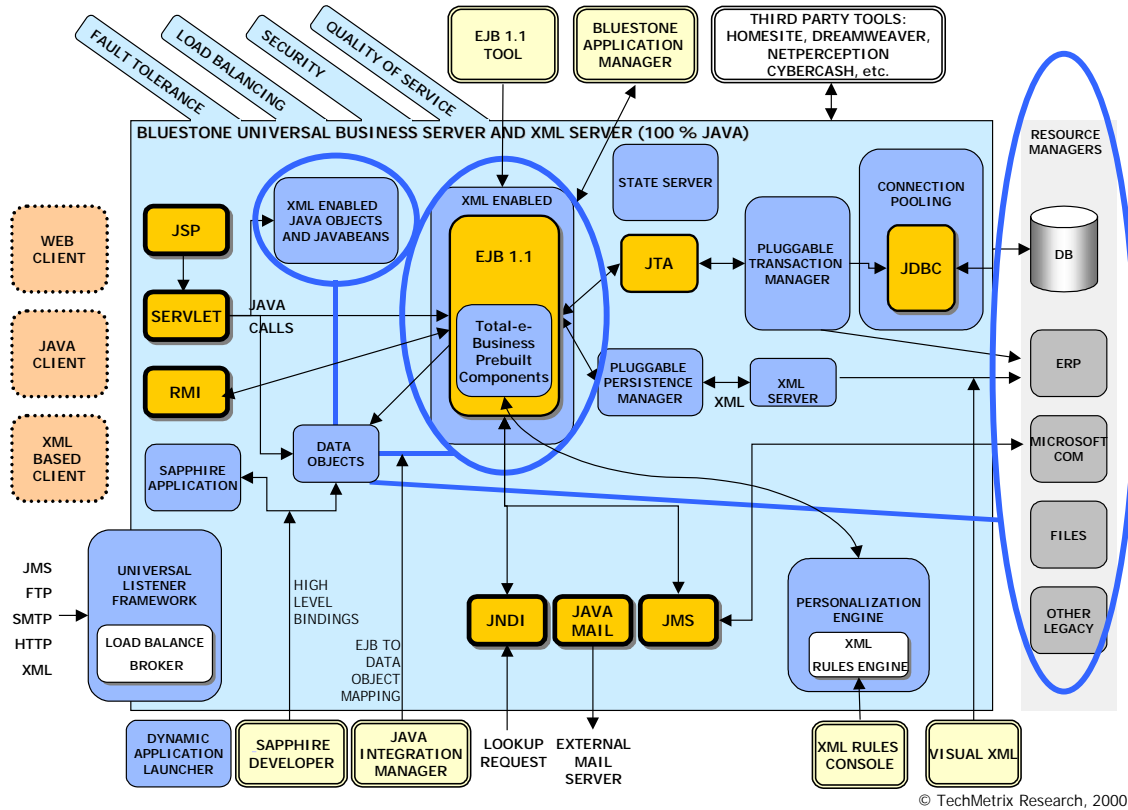 FAULT TOLERANCE
LOAD BALANCING
SECURITY
QUALITY OF SERVICE
EJB 1.1
TOOL
BLUESTONE
APPLICATION
MANAGER
THIRD PARTY TOOLS:
HOMESITE, DREAMWEAVER,
NETPERCEPTION
CYBERCASH, etc.
BLUESTONE UNIVERSAL BUSINESS SERVER AND XML SERVER (100 % JAVA)
RESOURCE
MANAGERS
WEB
CLIENT
JAVA
CLIENT
XML
BASED
CLIENT
JSP
SERVLET
RMI
JAVA
CALLS
XML ENABLED
JAVA OBJECTS
AND JAVABEANS
XML ENABLED
EJB 1.1
Total-e-
Business
Prebuilt
Components
STATE SERVER
JTA
PLUGGABLE
TRANSACTION
MANAGER
CONNECTION
POOLING
JDBC
DB
PLUGGABLE
PERSISTENCE
MANAGER
XML
XML
SERVER
ERP
MICROSOFT
COM
FILES
OTHER
LEGACY
SAPPHIRE
APPLICATION
DATA
OBJECTS
JMS
FTP
SMTP
HTTP
XML
UNIVERSAL
LISTENER
FRAMEWORK
LOAD BALANCE
BROKER
HIGH
LEVEL
BINDINGS
EJB TO
DATA
OBJECT
MAPPING
JNDI
JAVA
MAIL
JMS
PERSONALIZATION
ENGINE
XML
RULES ENGINE
DYNAMIC
APPLICATION
LAUNCHER
SAPPHIRE
DEVELOPER
JAVA
INTEGRATION
MANAGER
LOOKUP
REQUEST
EXTERNAL
MAIL
SERVER
XML RULES
CONSOLE
VISUAL XML
© TechMetrix Research, 2000